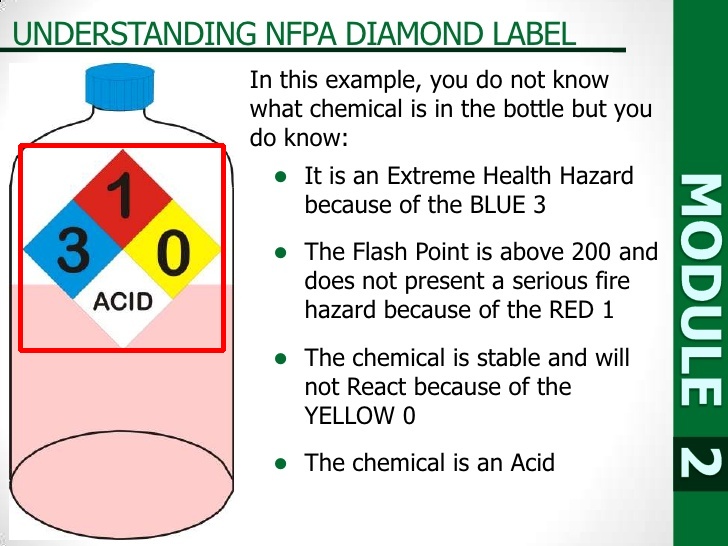 UNDERSTANDING NFPA DIAMOND LABEL
In this example, you do not know
what chemical is in the bottle but you
do know:
● It is an Extreme Health Hazard
because of the BLUE 3
● The Flash Point is above 200 and
does not present a serious fire
hazard because of the RED 1
● The chemical is stable and will
not React because of the
YELLOW 0
● The chemical is an Acid
1
3 0
ACID
MODULE 2